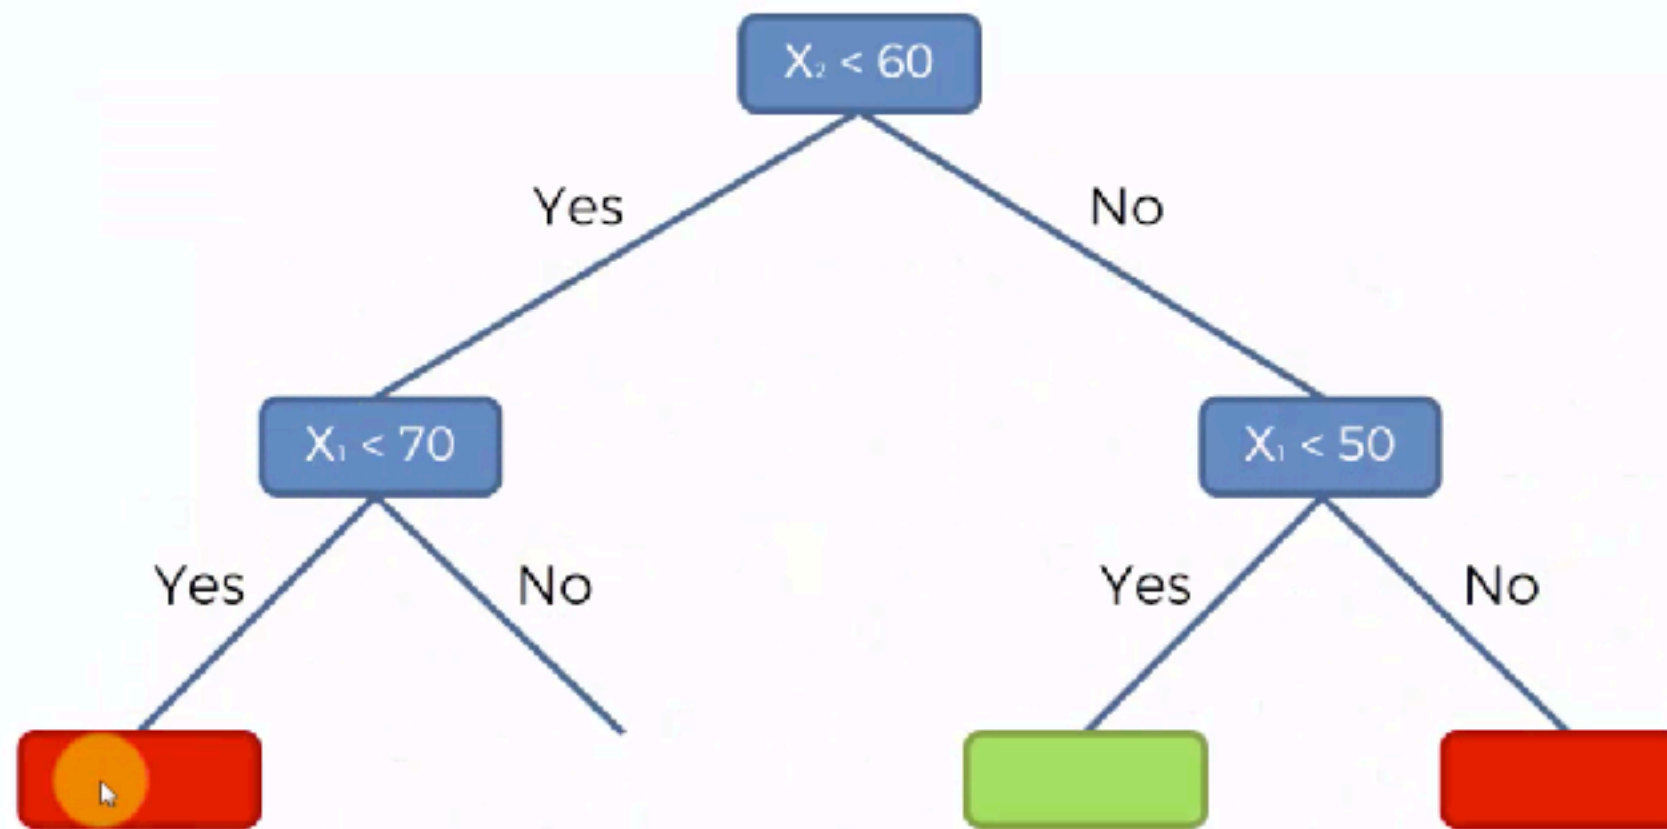 X₂ < 60
Yes
No
X₁ < 70
X₁ < 50
Yes
No
Yes
No